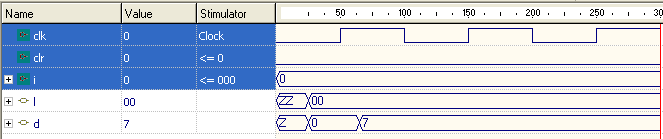 Name Value Stimulator 50 100 150 200 250 30
clk 0 Clock
clr 0 <= 0
i 0 <= 000 0
l 00 ZZ 00
d 7 Z 0 7